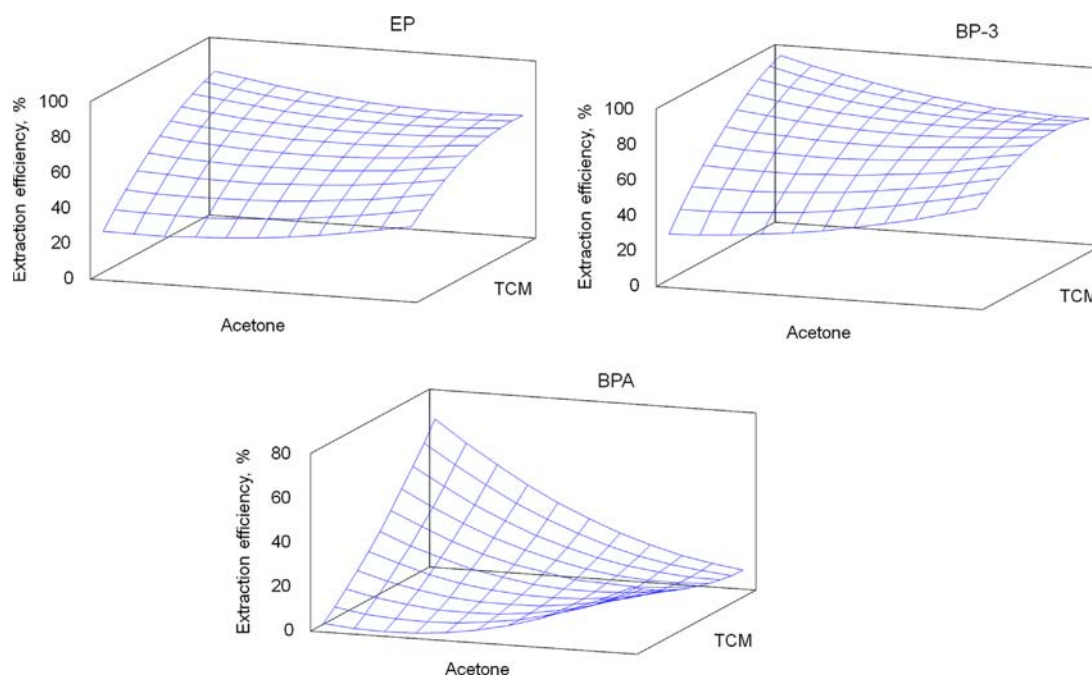 EP
Extraction efficiency, %
100
80
60
40
20
0
Acetone
TCM
BP-3
Extraction efficiency, %
100
80
60
40
20
0
Acetone
TCM
BPA
Extraction efficiency, %
80
60
40
20
0
Acetone
TCM